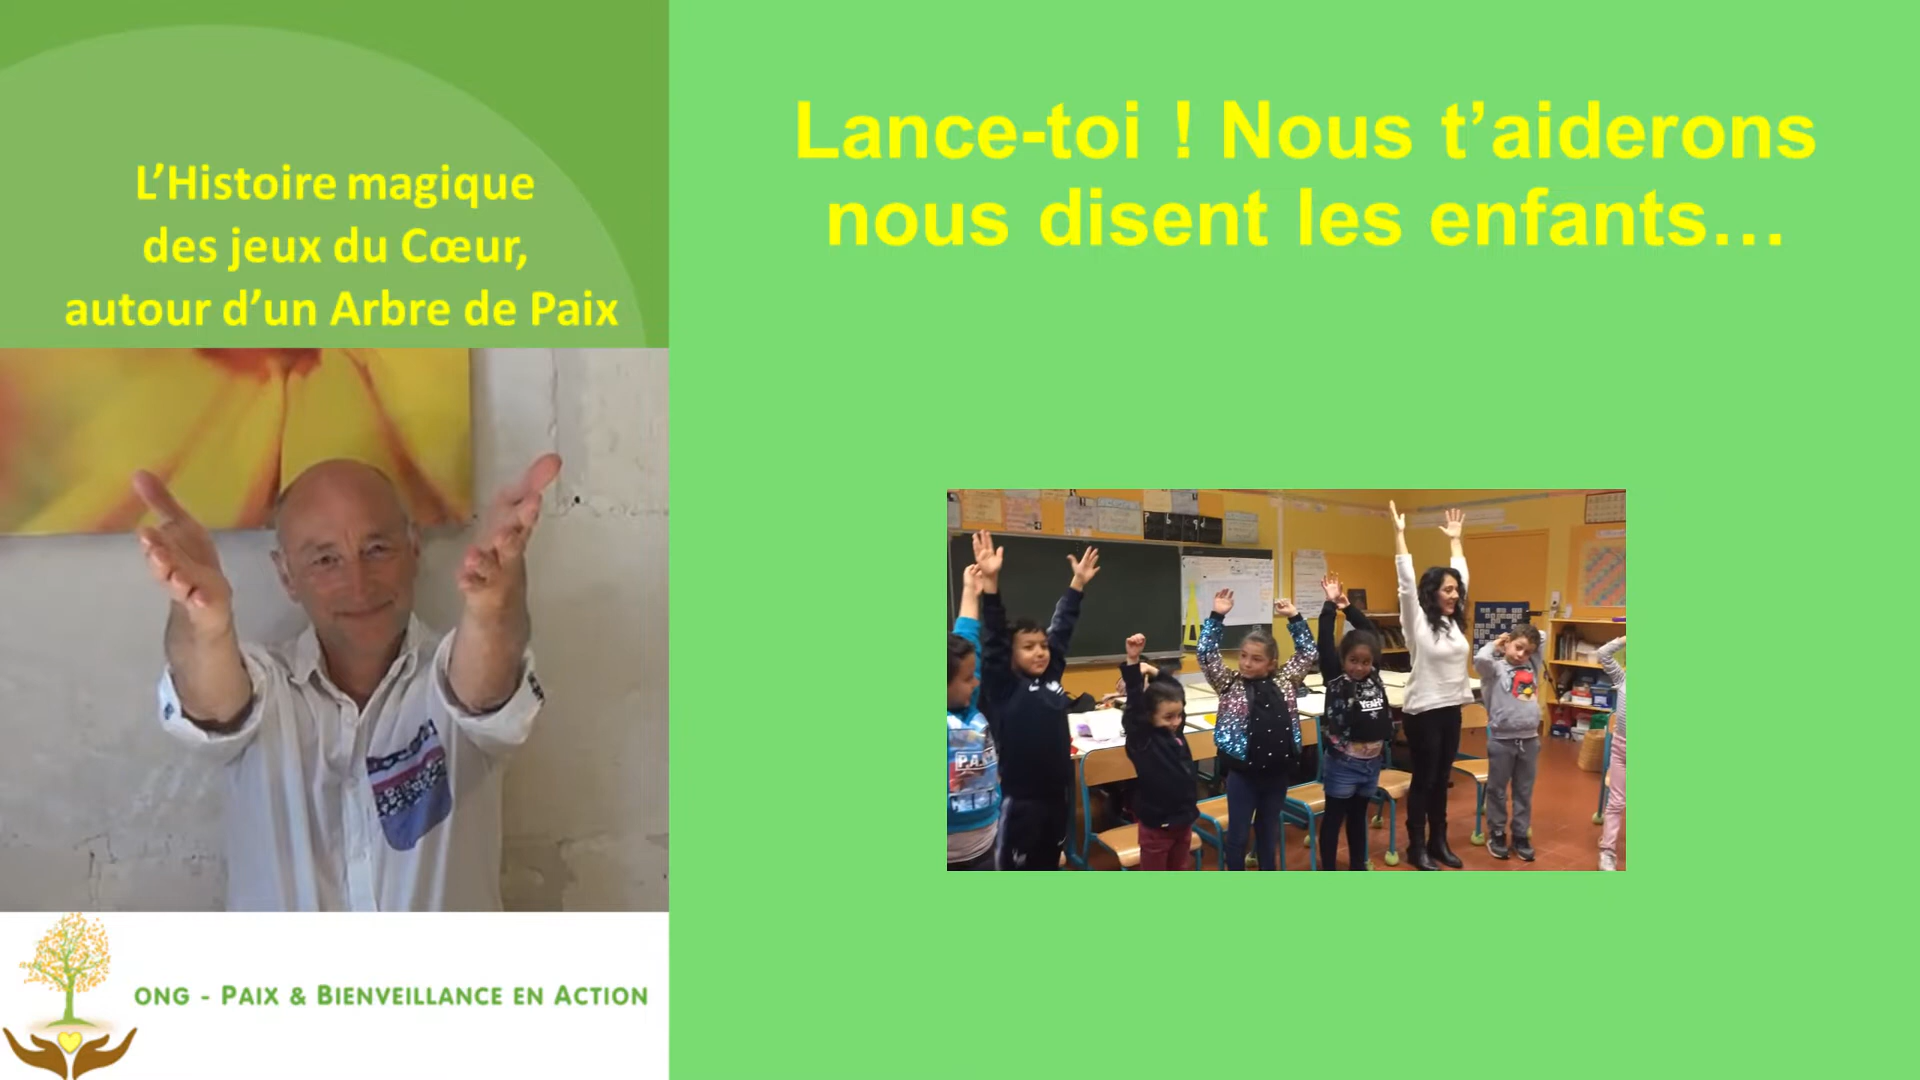 L'Histoire magique
des jeux du Cœur,
autour d'un Arbre de Paix
Lance-toi ! Nous t'aiderons
nous disent les enfants…
YEAH
ONG - PAIX & BIENVEILLANCE EN ACTION